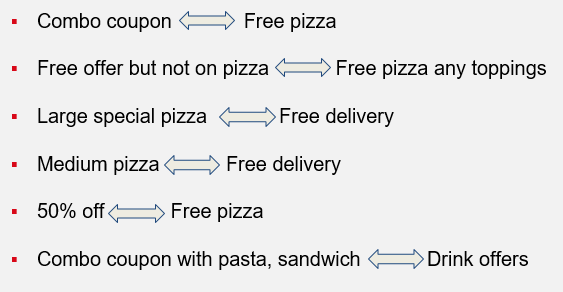 Combo coupon Free pizza
Free offer but not on pizza Free pizza any toppings
Large special pizza Free delivery
Medium pizza Free delivery
50% off Free pizza
Combo coupon with pasta, sandwich Drink offers